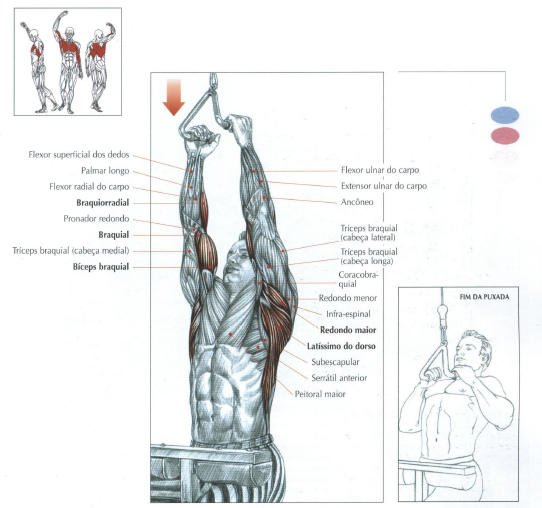 Flexor superficial dos dedos
Palmar longo
Flexor radial do carpo
Braquiorradial
Pronador redondo
Braquial
Tríceps braquial (cabeça medial)
Bíceps braquial
Flexor ulnar do carpo
Extensor ulnar do carpo
Ancôneo
Tríceps braquial
(cabeça lateral)
Tríceps braquial
(cabeça longa)
Coracobra-
quial
Redondo menor
Infra-espinal
Redondo maior
Latíssimo do dorso
Subescapular
Serrátil anterior
Peitoral maior
FIM DA PUXADA